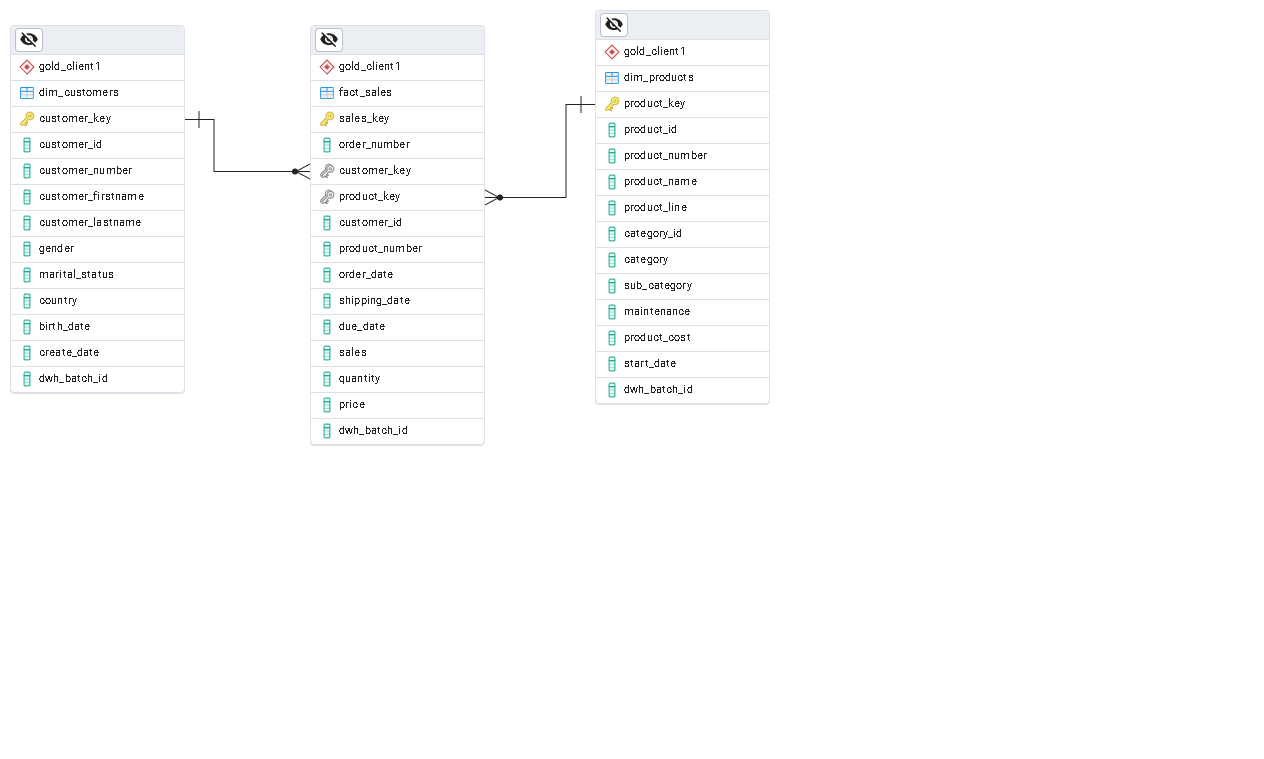 gold_client1
dim_customers
customer_key
customer_id
customer_number
customer_firstname
customer_lastname
gender
marital_status
country
birth_date
create_date
dwh_batch_id
gold_client1
fact_sales
sales_key
order_number
customer_key
product_key
customer_id
product_number
order_date
shipping_date
due_date
sales
quantity
price
dwh_batch_id
gold_client1
dim_products
product_key
product_id
product_number
product_name
product_line
category_id
category
sub_category
maintenance
product_cost
start_date
dwh_batch_id